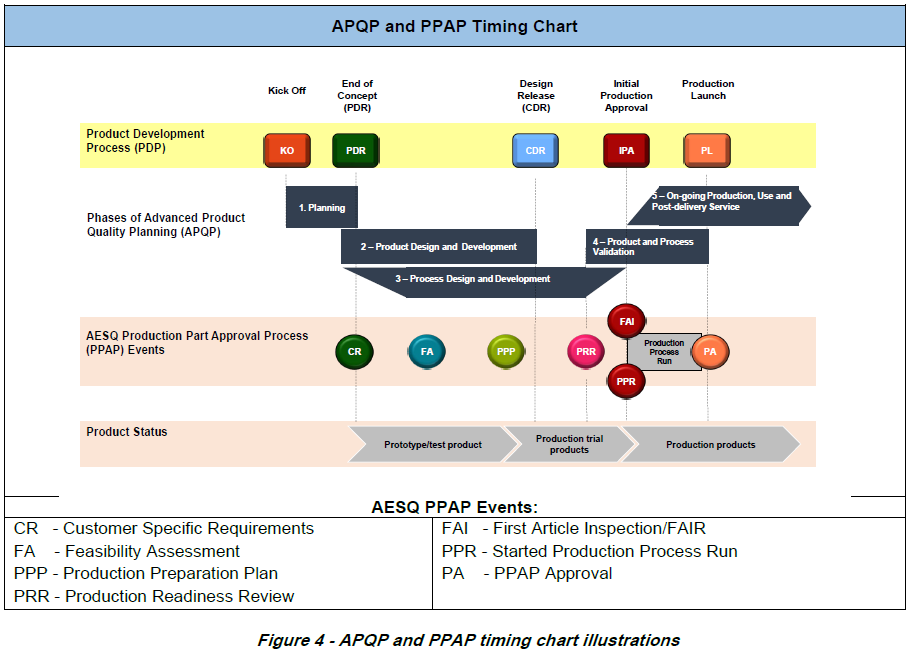 APQP and PPAP Timing Chart
Kick Off
End of
Concept
(PDR)
Design
Release
(CDR)
Initial
Production
Approval
Production
Launch
Product Development
Process (PDP)
KO
PDR
CDR
IPA
PL
Phases of Advanced Product
Quality Planning (APQP)
1. Planning
5 – On-going Production, Use and
Post-delivery Service
2 – Product Design and Development
4 – Product and Process
Validation
3 – Process Design and Development
AESQ Production Part Approval Process
(PPAP) Events
CR
FA
PPP
PRR
FAI
PPR
Production
Process
Run
PA
Product Status
Prototype/test product
Production trial
products
Production products
AESQ PPAP Events:
CR - Customer Specific Requirements
FA - Feasibility Assessment
PPP - Production Preparation Plan
PRR - Production Readiness Review
FAI - First Article Inspection/FAIR
PPR - Started Production Process Run
PA - PPAP Approval
Figure 4 - APQP and PPAP timing chart illustrations